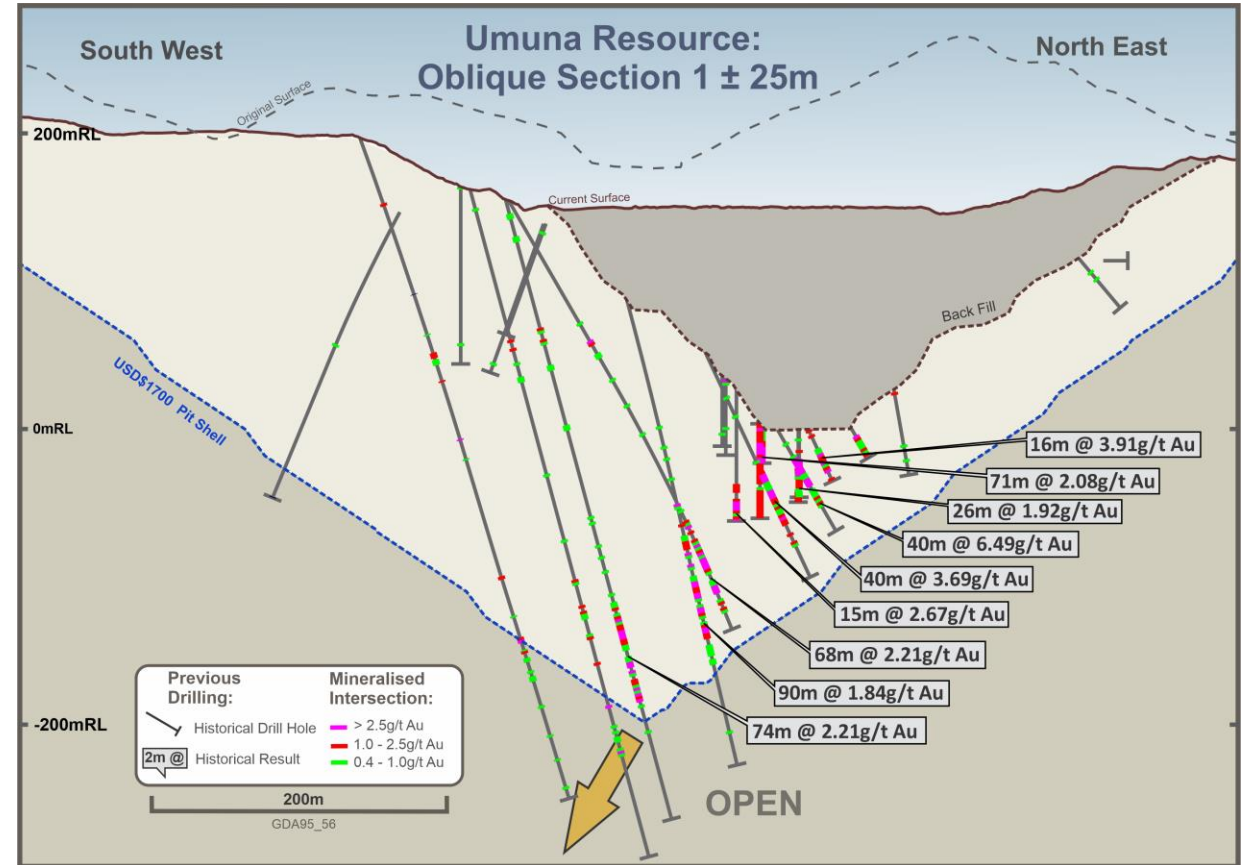 Umuna Resource:
Oblique Section 1 ± 25m
South West
North East
Original Surface
200mRL
Current Surface
Back Fill
USD$1700 Pit Shell
0mRL
16m @ 3.91g/t Au
71m @ 2.08g/t Au
26m @ 1.92g/t Au
40m @ 6.49g/t Au
40m @ 3.69g/t Au
15m @ 2.67g/t Au
68m @ 2.21g/t Au
90m @ 1.84g/t Au
74m @ 2.21g/t Au
-200mRL
Previous
Drilling:
Historical Drill Hole
2m @ Historical Result
Mineralised
Intersection:
> 2.5g/t Au
1.0 - 2.5g/t Au
0.4 - 1.0g/t Au
200m
GDA95_56
OPEN